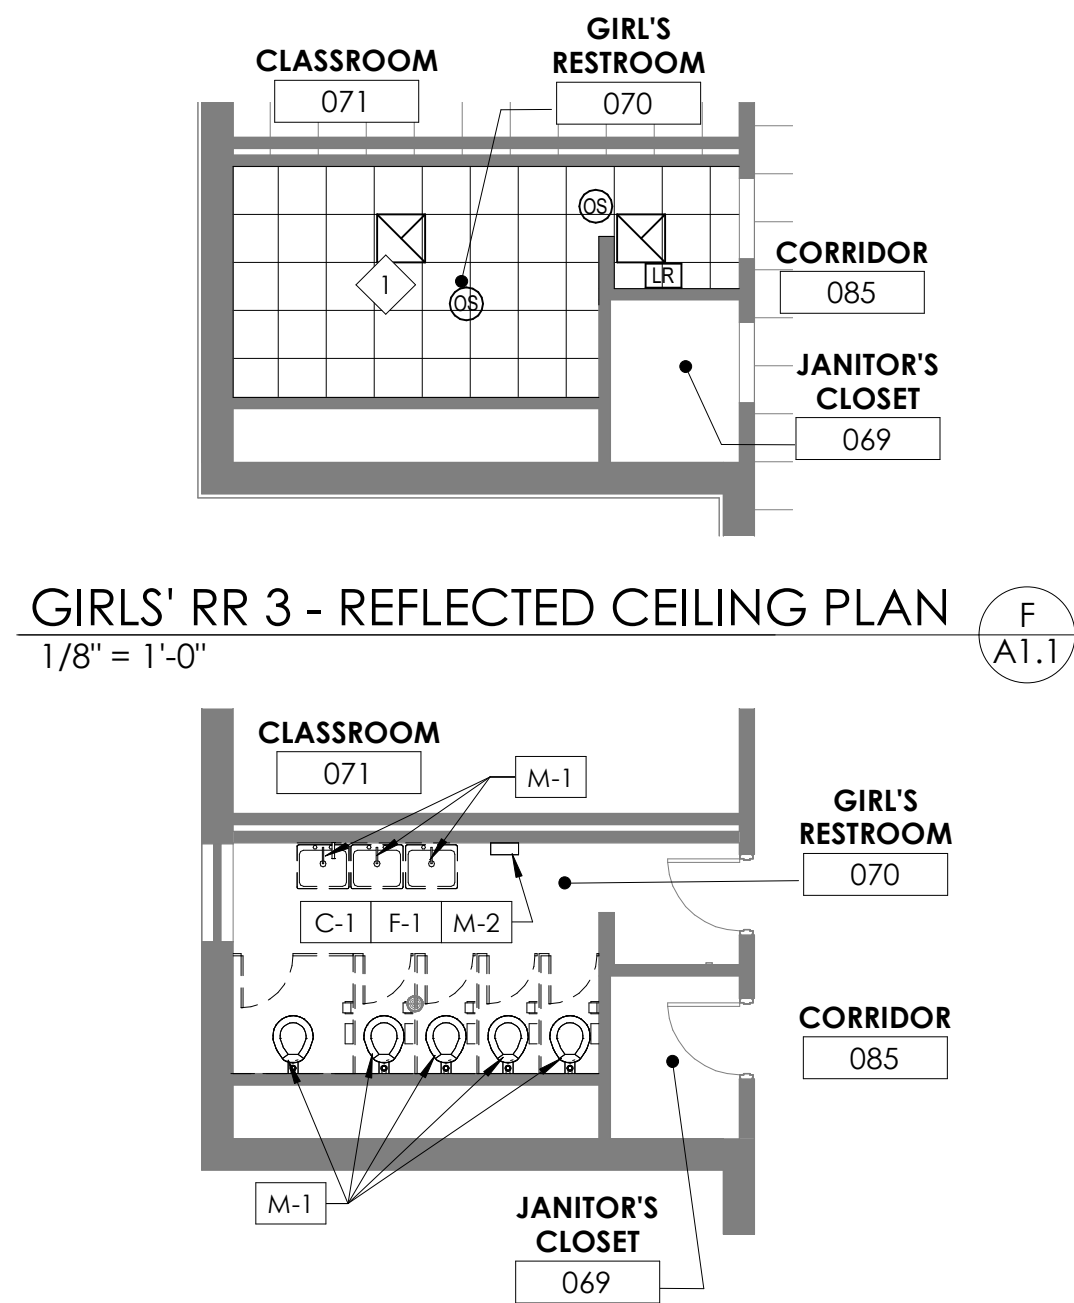 GIRL'S
RESTROOM
070
CLASSROOM
071
OS
1
OS
LR
CORRIDOR
085
JANITOR'S
CLOSET
069
GIRLS' RR 3 - REFLECTED CEILING PLAN
1/8" = 1'-0"
F
A1.1
CLASSROOM
071
M-1
GIRL'S
RESTROOM
070
C-1 F-1 M-2
CORRIDOR
085
M-1
JANITOR'S
CLOSET
069